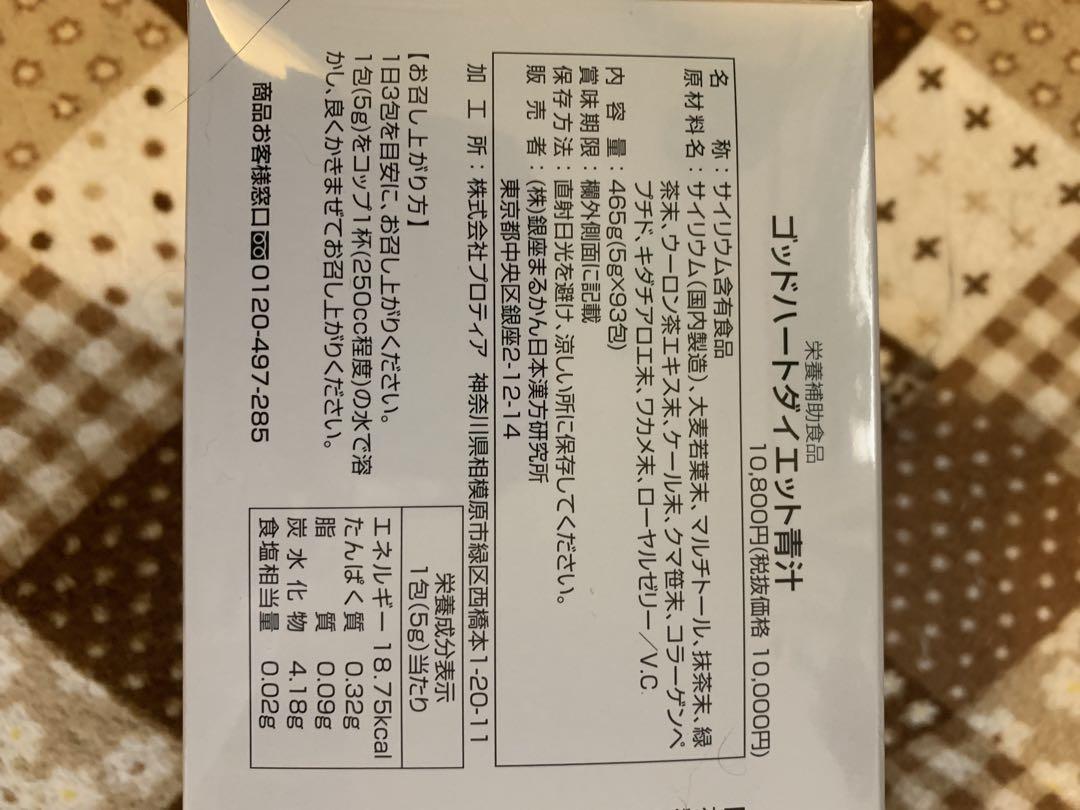 栄養補助食品
ゴッドハートダイエット青汁
10,800円(税抜価格 10,000円)
名称：サイリウム含有食品
原材料名：サイリウム(国内製造)、大麦若葉末、マルチトール、抹茶末、緑
茶末、ウーロン茶エキス末、ケール末、クマ笹末、コラーゲンペ
プチド、キダチアロエ末、ワカメ末、ローヤルゼリー／V.C
内容量：465g(5g×93包)
賞味期限：欄外側面に記載
保存方法：直射日光を避け、涼しい所に保存してください。
販売者：(株)銀座まるかん日本漢方研究所
東京都中央区銀座2-12-14
加工所：株式会社プロティア 神奈川県相模原市緑区西橋本1-20-11
【お召し上がり方】
1日3包を目安に、お召し上がりください。
1包(5g)をコップ1杯(250cc程度)の水で溶
かし、良くかきまぜてお召し上がりください。
商品お客様窓口 0120-497-285
栄養成分表示
1包(5g)当たり
エネルギー 18.75kcal
たんぱく質 0.32g
脂質 0.09g
炭水化物 4.18g
食塩相当量 0.02g